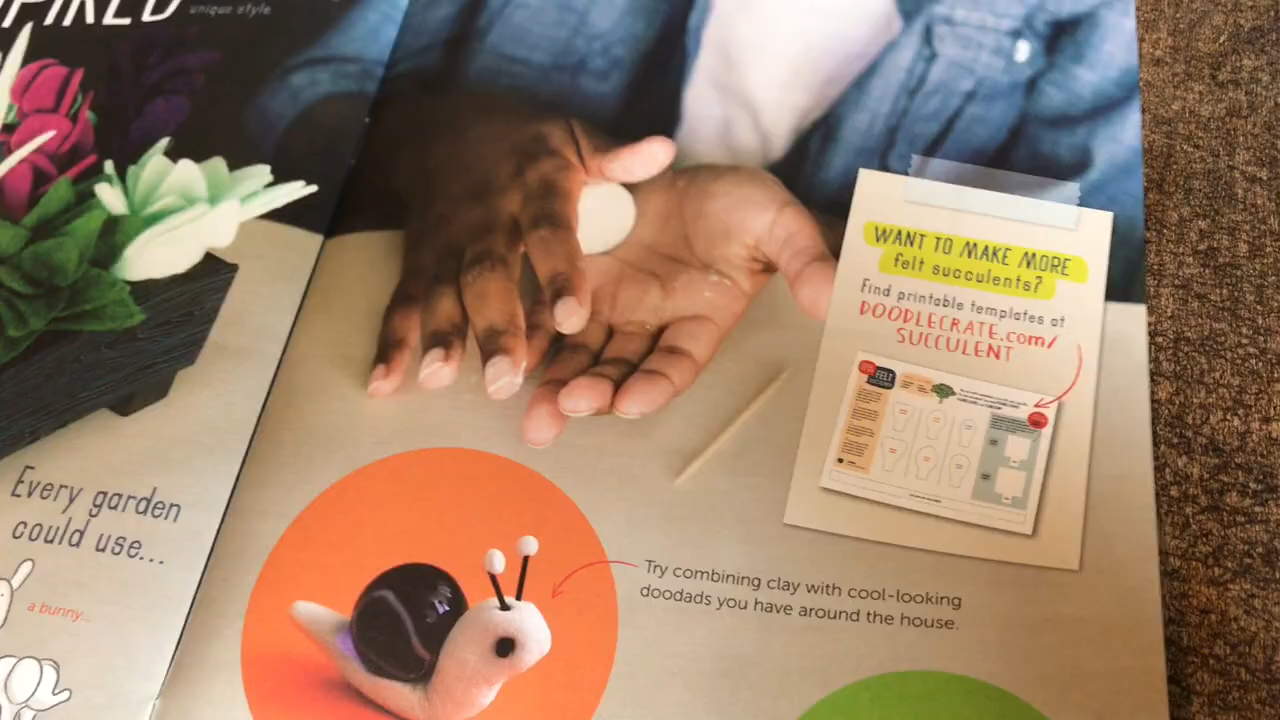 unique style
WANT TO MAKE MORE
felt succulents?
Find printable templates at
DOODLECRATE.com/
SUCCULENT
FELT
Every garden
could use...
a bunny...
Try combining clay with cool-looking
doodads you have around the house.